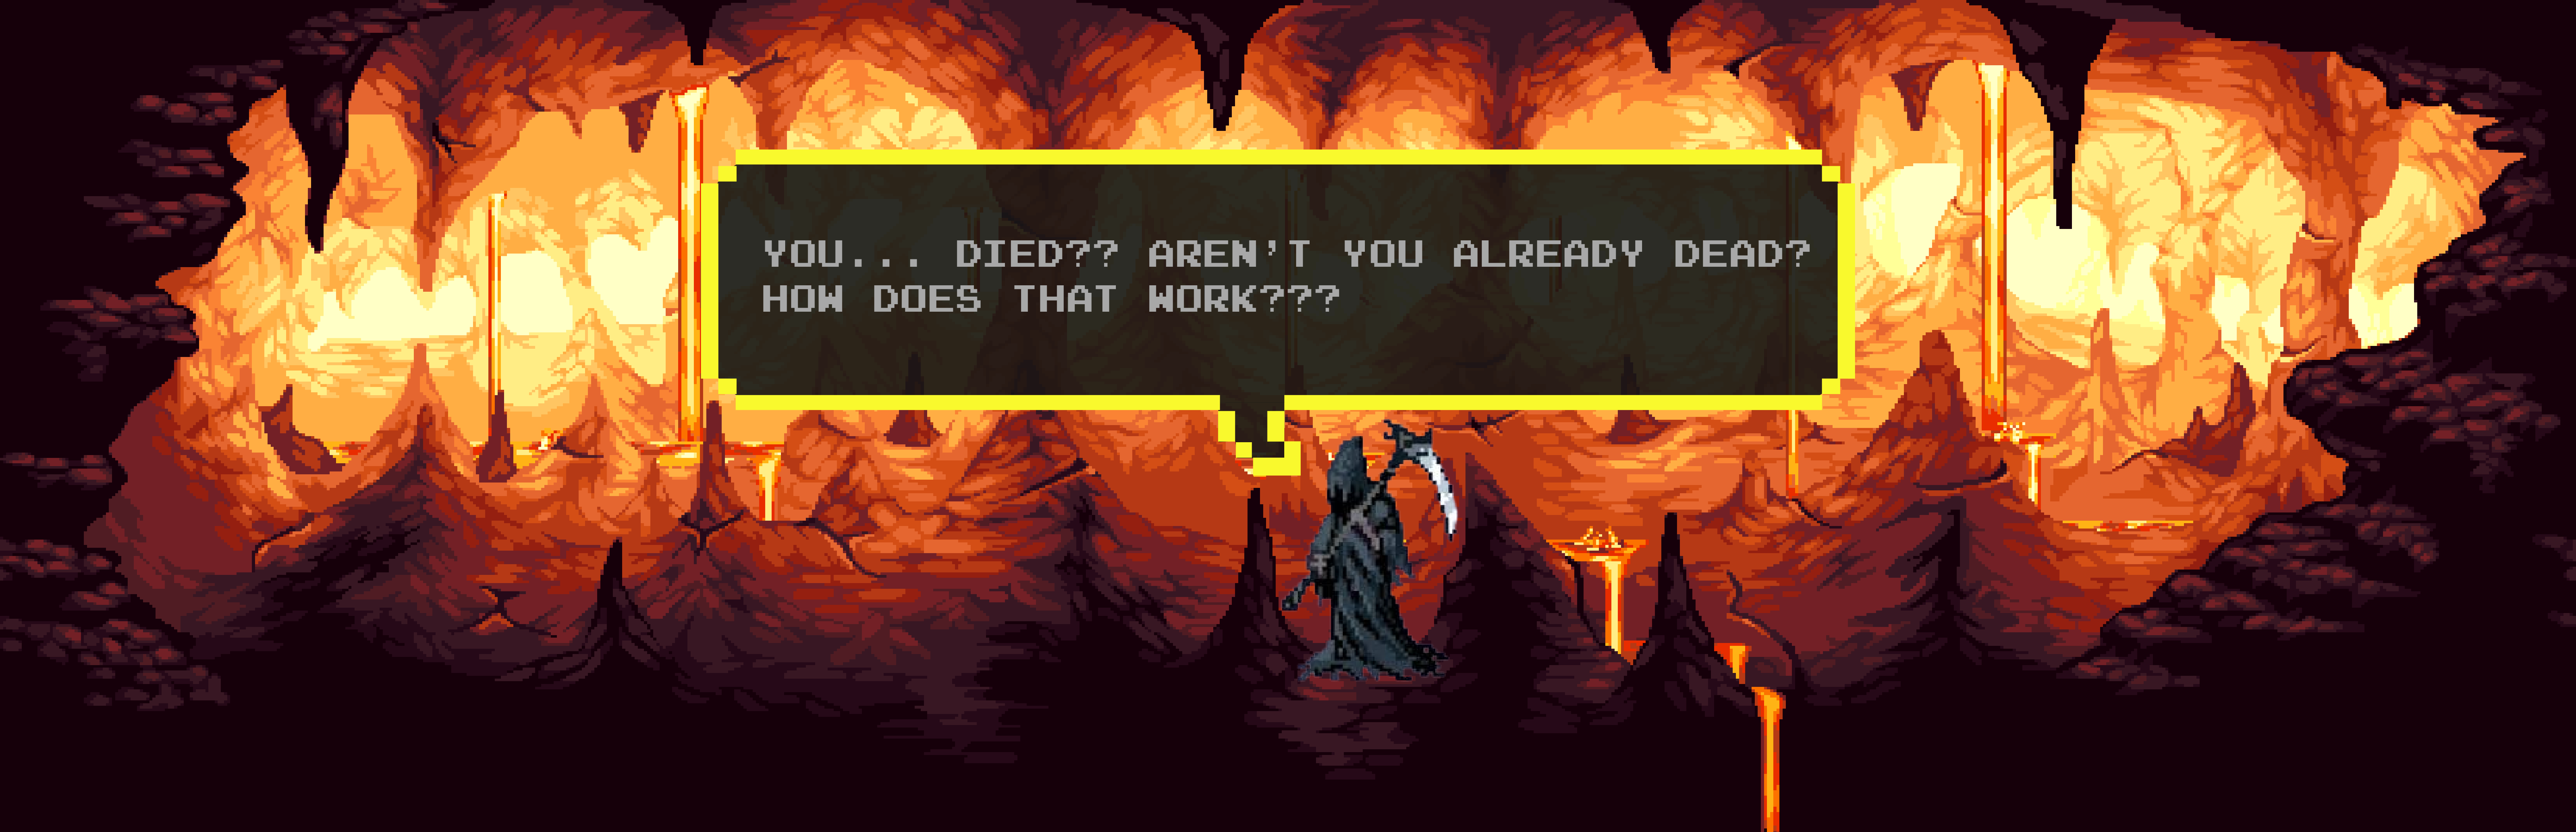 YOU... DIED?? AREN'T YOU ALREADY DEAD?
HOW DOES THAT WORK???